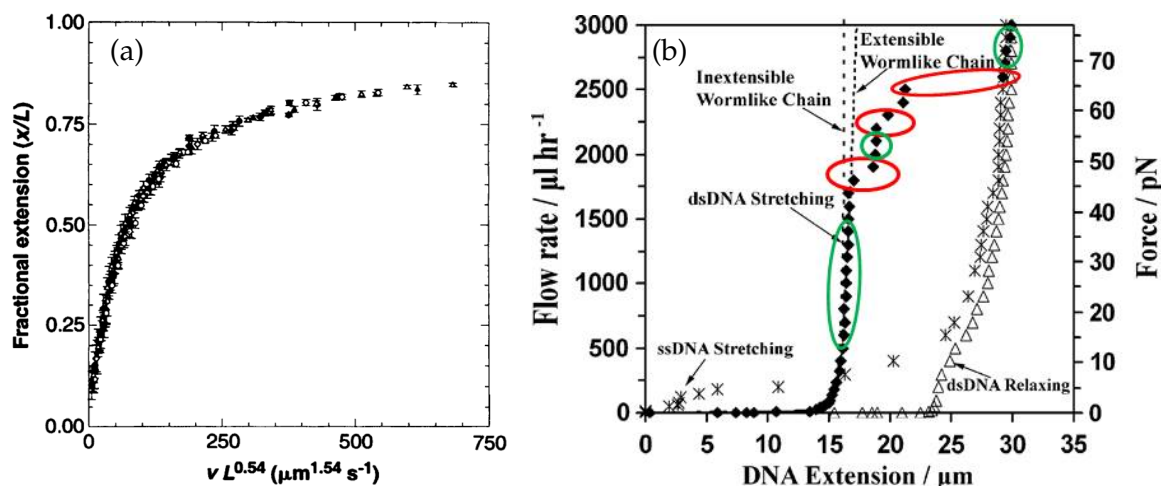 (a)
1.00
0.75
0.50
0.25
0.00
Fractional extension (x/L)
0
250
500
750
v L^0.54 (μm^1.54 s^-1)
(b)
3000
2500
2000
1500
1000
500
0
Flow rate / μl hr^-1
70
60
50
40
30
20
10
0
Force / pN
Extensible
Wormlike Chain
Inextensible
Wormlike Chain
dsDNA Stretching
ssDNA Stretching
dsDNA Relaxing
0
5
10
15
20
25
30
35
DNA Extension / μm